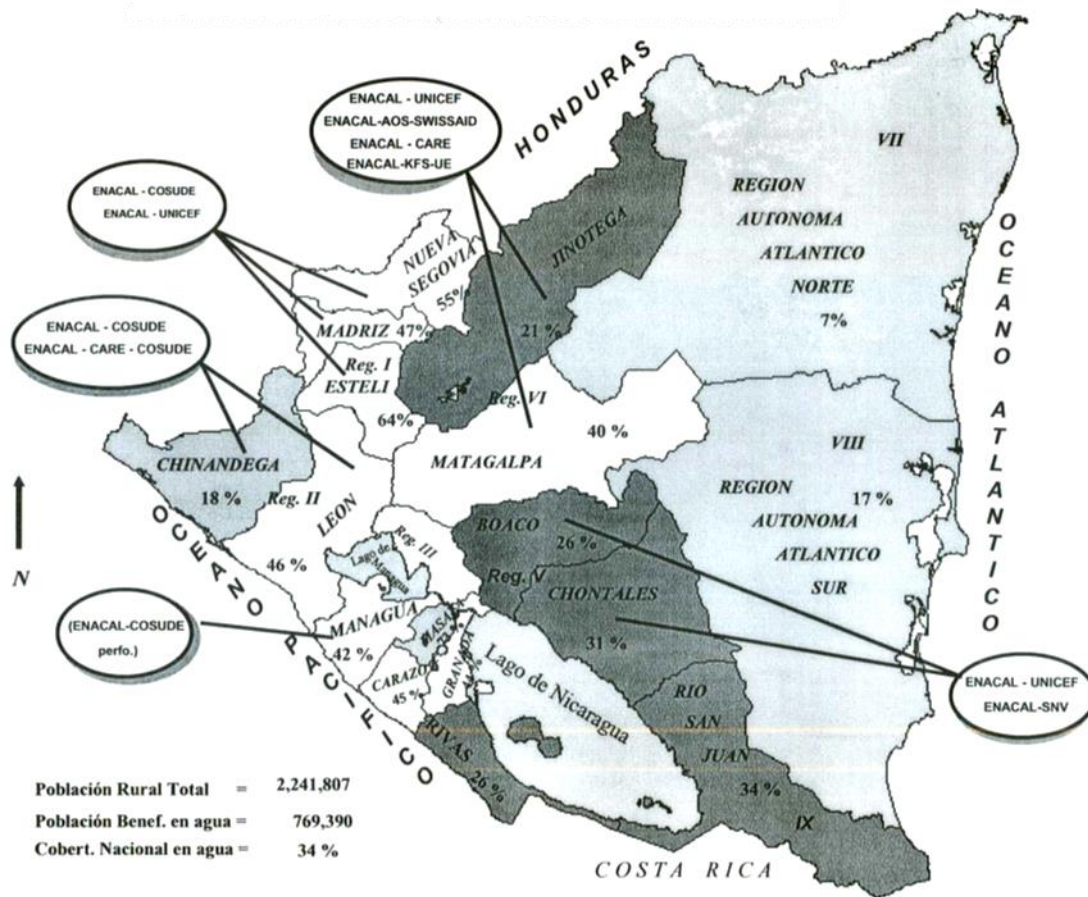 ENACAL - UNICEF
ENACAL-AOS-SWISSAID
ENACAL - CARE
ENACAL-KFS-UE
HONDURAS
ENACAL - COSUDE
ENACAL - UNICEF
ENACAL - COSUDE
ENACAL - CARE - COSUDE
NUEVA
SEGOVIA
55%
JINOTEGA
21 %
VII
REGION
AUTONOMA
ATLANTICO
NORTE
7%
OCEANO ATLANTICO
MADRIZ 47%
Reg. I
ESTELI
64%
Reg. VI
40 %
MATAGALPA
CHINANDEGA
18 %
Reg. II
LEON
46 %
VIII
REGION
17 %
AUTONOMA
ATLANTICO
SUR
BOACO
26 %
Reg. V
CHONTALES
31 %
Reg. III
Lago de
Managua
N
OCEANO PACIFICO
(ENACAL-COSUDE
perfo.)
MANAGUA
42 %
MASAYA
CARAZO
45 %
GRANADA
Lago de Nicaragua
RIVAS
26 %
RIO
SAN
JUAN
34 %
IX
ENACAL - UNICEF
ENACAL-SNV
COSTA RICA
Población Rural Total = 2,241,807
Población Benef. en agua = 769,390
Cobert. Nacional en agua = 34 %